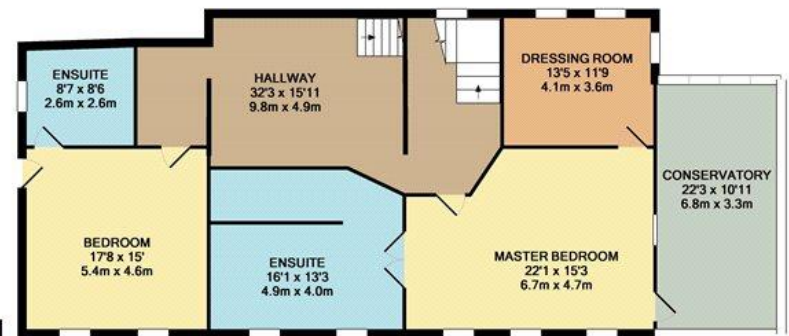 ENSUITE
8'7 x 8'6
2.6m x 2.6m
HALLWAY
32'3 x 15'11
9.8m x 4.9m
DRESSING ROOM
13'5 x 11'9
4.1m x 3.6m
CONSERVATORY
22'3 x 10'11
6.8m x 3.3m
BEDROOM
17'8 x 15'
5.4m x 4.6m
ENSUITE
16'1 x 13'3
4.9m x 4.0m
MASTER BEDROOM
22'1 x 15'3
6.7m x 4.7m